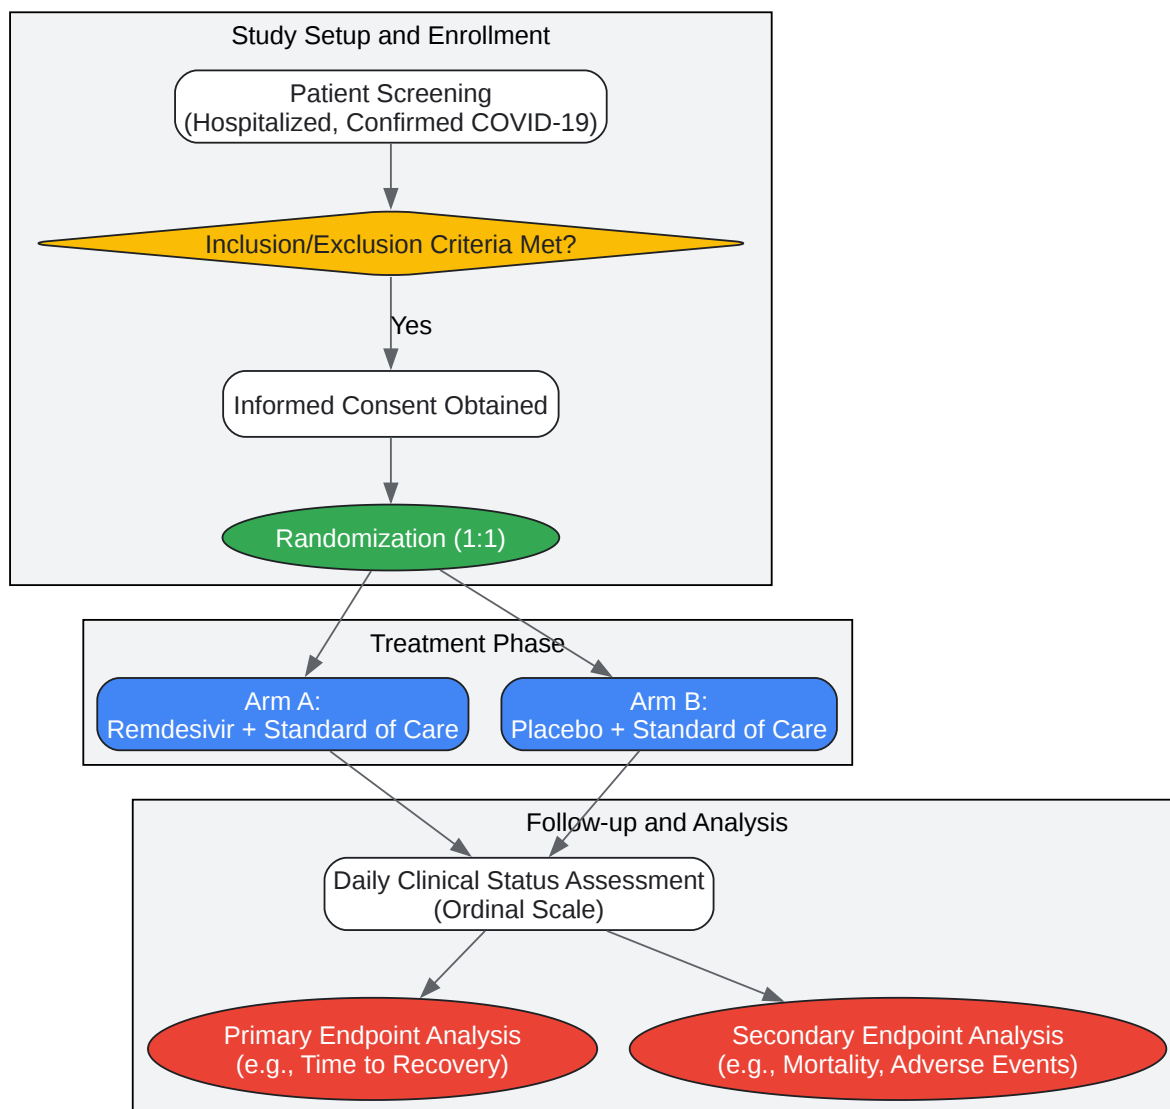 Study Setup and Enrollment
Patient Screening
(Hospitalized, Confirmed COVID-19)
Inclusion/Exclusion Criteria Met?
Yes
Informed Consent Obtained
Randomization (1:1)
Treatment Phase
Arm A:
Remdesivir + Standard of Care
Arm B:
Placebo + Standard of Care
Follow-up and Analysis
Daily Clinical Status Assessment
(Ordinal Scale)
Primary Endpoint Analysis
(e.g., Time to Recovery)
Secondary Endpoint Analysis
(e.g., Mortality, Adverse Events)